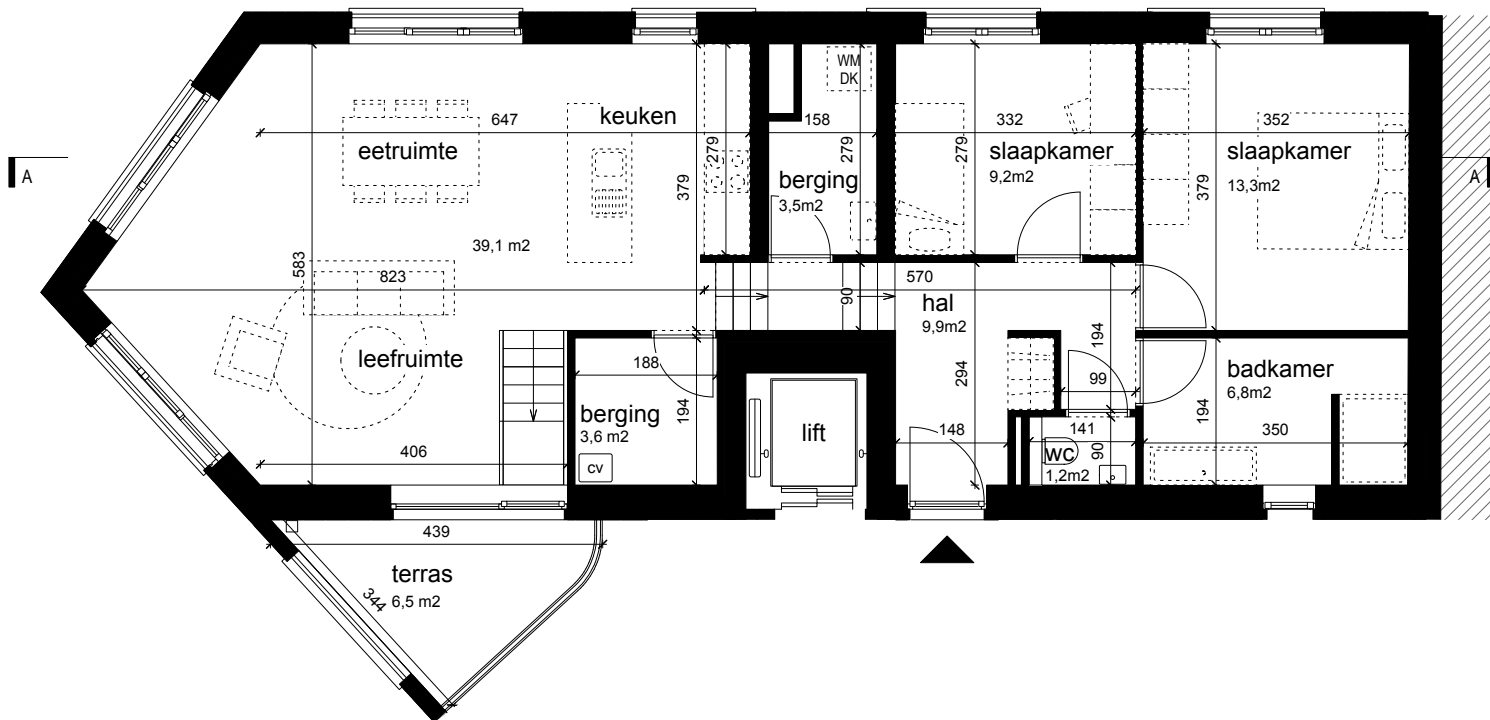 WM
DK
keuken
647
158
332
352
eetruimte
279
379
279
279
slaapkamer
9,2m2
379
slaapkamer
13,3m2
A
A
berging
3,5m2
39,1 m2
583
823
90
570
hal
9,9m2
leefruimte
188
194
294
194
99
badkamer
6,8m2
berging
3,6 m2
194
406
cv
lift
148
141
WC
1,2m2
90
350
439
terras
6,5 m2
344